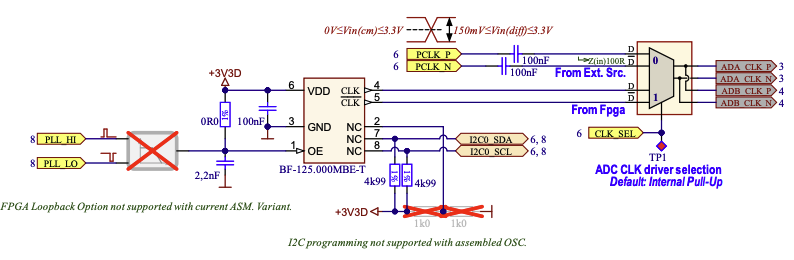 0V≤Vin(cm)≤3.3V 150mV≤Vin(diff)≤3.3V
6 PCLK_P
6 PCLK_N
100nF
100nF
Z(in)100R
From Ext. Src.
From Fpga
D
D
D
D
0
1
ADA_CLK_P 3
ADA_CLK_N 3
ADB_CLK_P 4
ADB_CLK_N 4
6 CLK_SEL
TP1
ADC CLK driver selection
Default: Internal Pull-Up
+3V3D
0R0
1%
100nF
6 VDD CLK 4
CLK 5
3 GND NC 2
NC 7
1 OE NC 8
BF-125.000MBE-T
8 PLL_HI
8 PLL_LO
2,2nF
I2C0_SDA 6, 8
I2C0_SCL 6, 8
4k99 1% 1% 4k99
+3V3D
1k0 1k0
FPGA Loopback Option not supported with current ASM. Variant.
I2C programming not supported with assembled OSC.